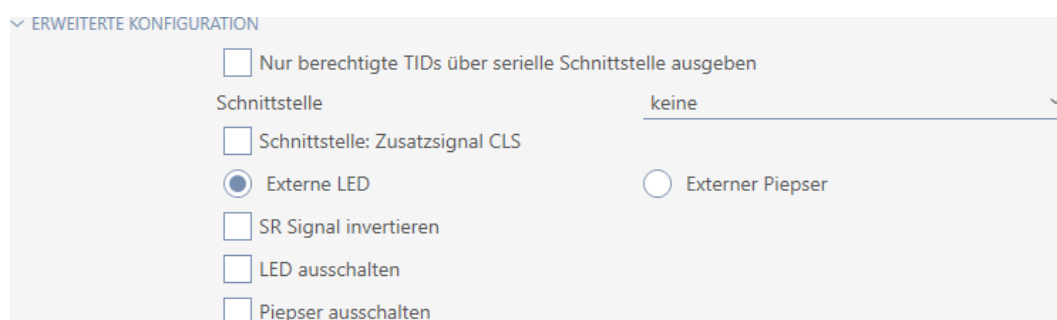 ERWEITERTE KONFIGURATION
Nur berechtigte TIDs über serielle Schnittstelle ausgeben
Schnittstelle keine
Schnittstelle: Zusatzsignal CLS
Externe LED Externer Piepser
SR Signal invertieren
LED ausschalten
Piepser ausschalten